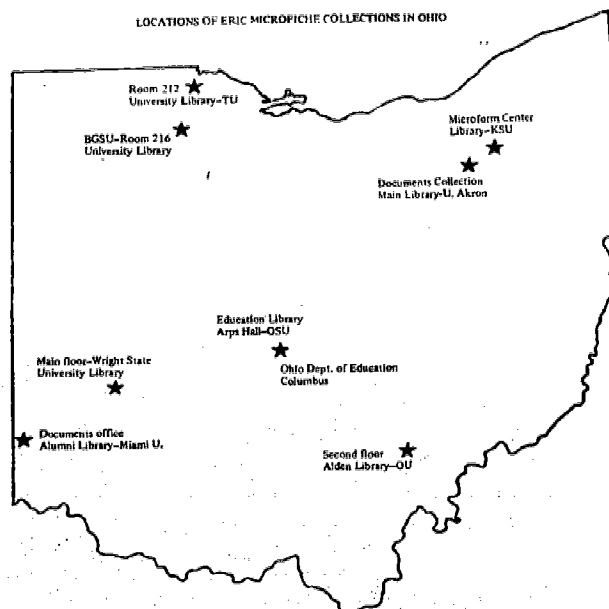 LOCATIONS OF ERIC MICROFICHE COLLECTIONS IN OHIO
Room 212
University Library-TU
BGSU-Room 216
University Library
Microform Center
Library-KSU
Documents Collection
Main Library-U. Akron
Education Library
Arps Hall-OSU
Ohio Dept. of Education
Columbus
Main floor-Wright State
University Library
Documents office
Alumni Library-Miami U.
Second floor
Alden Library-OU